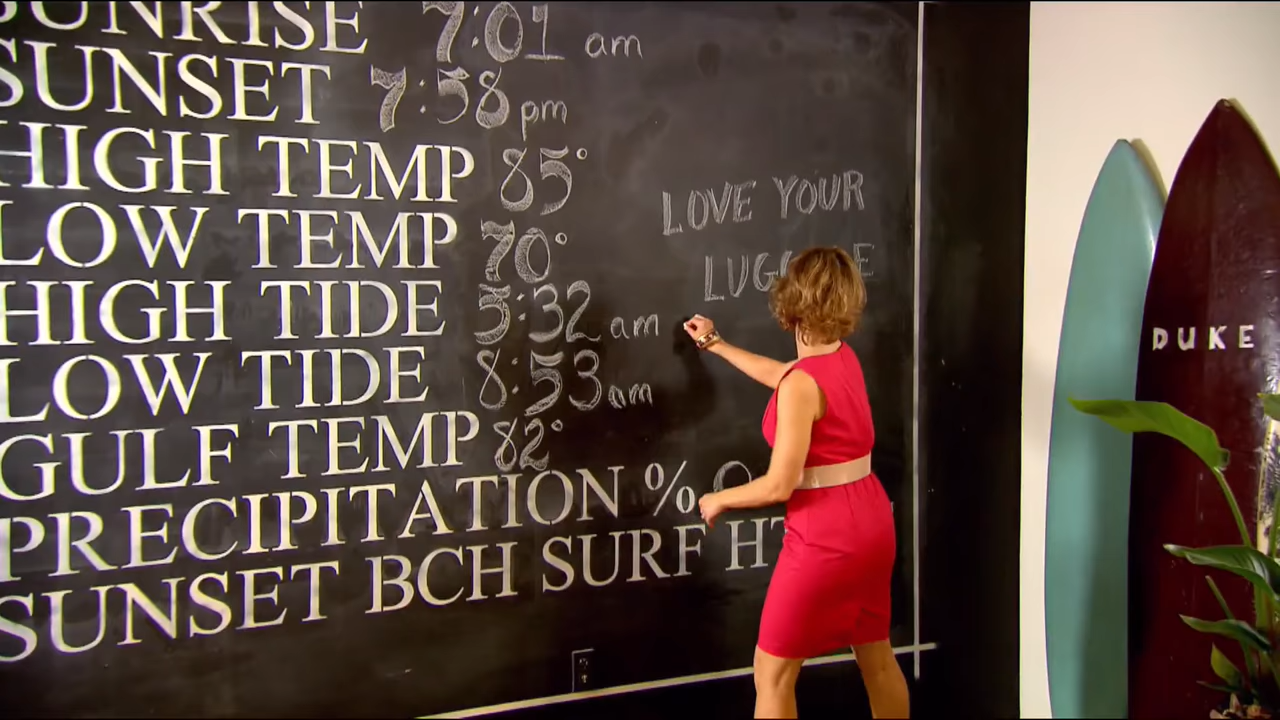 SUNRISE 7:01 am
SUNSET 7:58 pm
HIGH TEMP 85°
LOW TEMP 70°
HIGH TIDE 5:32 am
LOW TIDE 8:53 am
GULF TEMP 82°
PRECIPITATION %
SUNSET BCH SURF
LOVE YOUR
DUKE